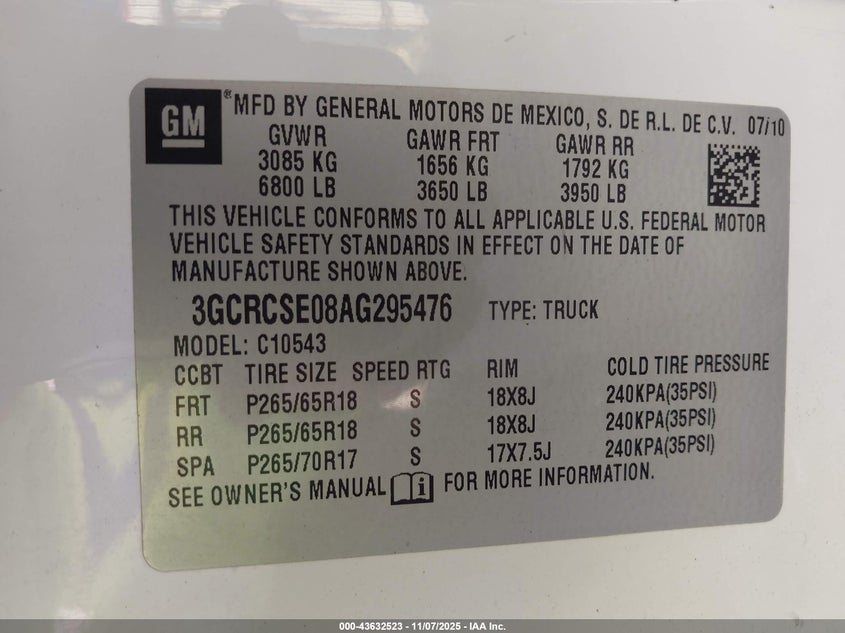 GM ® MFD BY GENERAL MOTORS DE MEXICO, S. DE R.L. DE C.V. 07/10
GVWR GAWR FRT GAWR RR
3085 KG 1656 KG 1792 KG
6800 LB 3650 LB 3950 LB
THIS VEHICLE CONFORMS TO ALL APPLICABLE U.S. FEDERAL MOTOR
VEHICLE SAFETY STANDARDS IN EFFECT ON THE DATE OF
MANUFACTURE SHOWN ABOVE.
3GCRCSE08AG295476 TYPE: TRUCK
MODEL: C10543
CCBT TIRE SIZE SPEED RTG RIM COLD TIRE PRESSURE
FRT P265/65R18 S 18X8J 240KPA(35PSI)
RR P265/65R18 S 18X8J 240KPA(35PSI)
SPA P265/70R17 S 17X7.5J 240KPA(35PSI)
SEE OWNER'S MANUAL i FOR MORE INFORMATION.
000-43632523 - 11/07/2025 - IAA Inc.